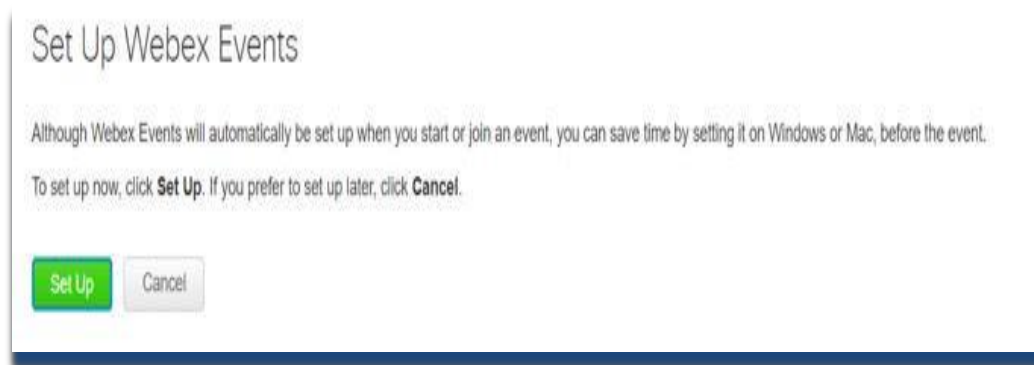 Set Up Webex Events
Although Webex Events will automatically be set up when you start or join an event, you can save time by setting it on Windows or Mac, before the event.
To set up now, click Set Up. If you prefer to set up later, click Cancel.
Set Up Cancel